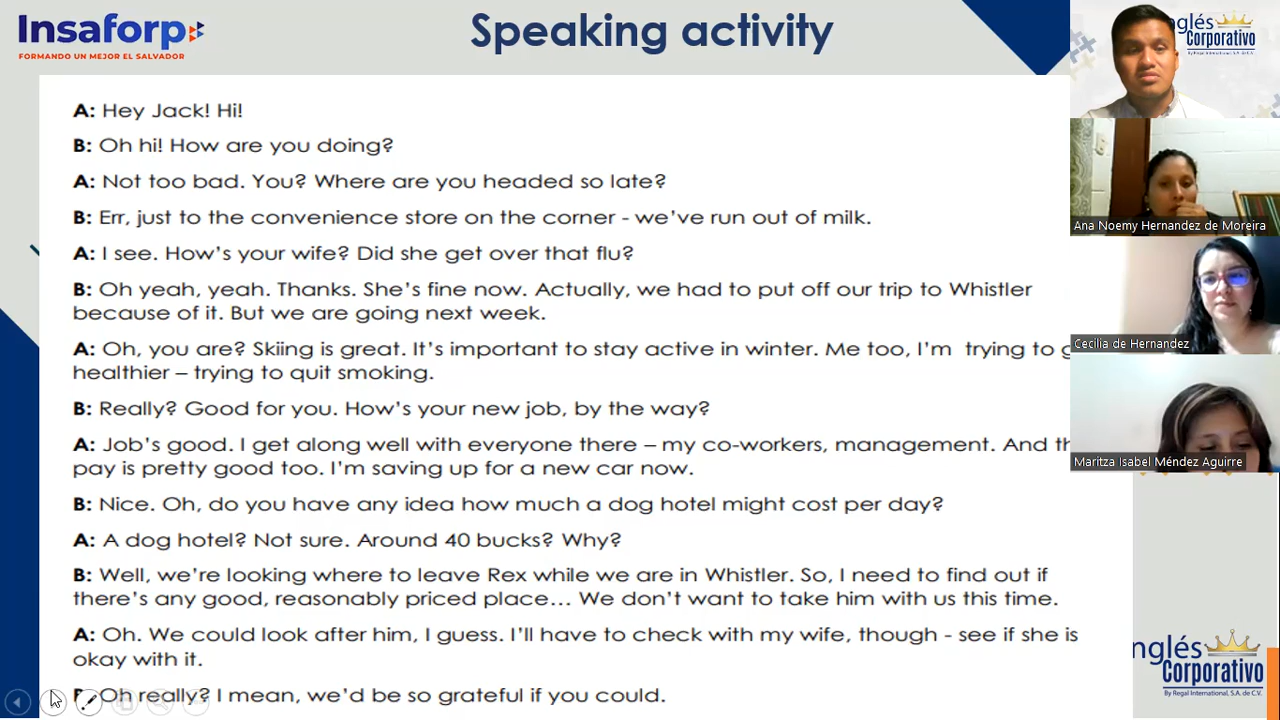 Insaforp
FORMANDO UN MEJOR EL SALVADOR
Speaking activity
A: Hey Jack! Hi!
B: Oh hi! How are you doing?
A: Not too bad. You? Where are you headed so late?
B: Err, just to the convenience store on the corner - we've run out of milk.
A: I see. How's your wife? Did she get over that flu?
B: Oh yeah, yeah. Thanks. She's fine now. Actually, we had to put off our trip to Whistler
because of it. But we are going next week.
A: Oh, you are? Skiing is great. It's important to stay active in winter. Me too, I'm trying to
healthier – trying to quit smoking.
B: Really? Good for you. How's your new job, by the way?
A: Job's good. I get along well with everyone there – my co-workers, management. And
pay is pretty good too. I'm saving up for a new car now.
B: Nice. Oh, do you have any idea how much a dog hotel might cost per day?
A: A dog hotel? Not sure. Around 40 bucks? Why?
B: Well, we're looking where to leave Rex while we are in Whistler. So, I need to find out if
there's any good, reasonably priced place... We don't want to take him with us this time.
A: Oh. We could look after him, I guess. I'll have to check with my wife, though - see if she is
okay with it.
B: Oh really? I mean, we'd be so grateful if you could.
nglés
Corporativo
By Regal International, S.A. de C.V.
Ana Noemy Hernandez de Moreira
Cecilia de Hernandez
Maritza Isabel Méndez Aguirre
nglés
Corporativo
By Regal International, S.A. de C.V.